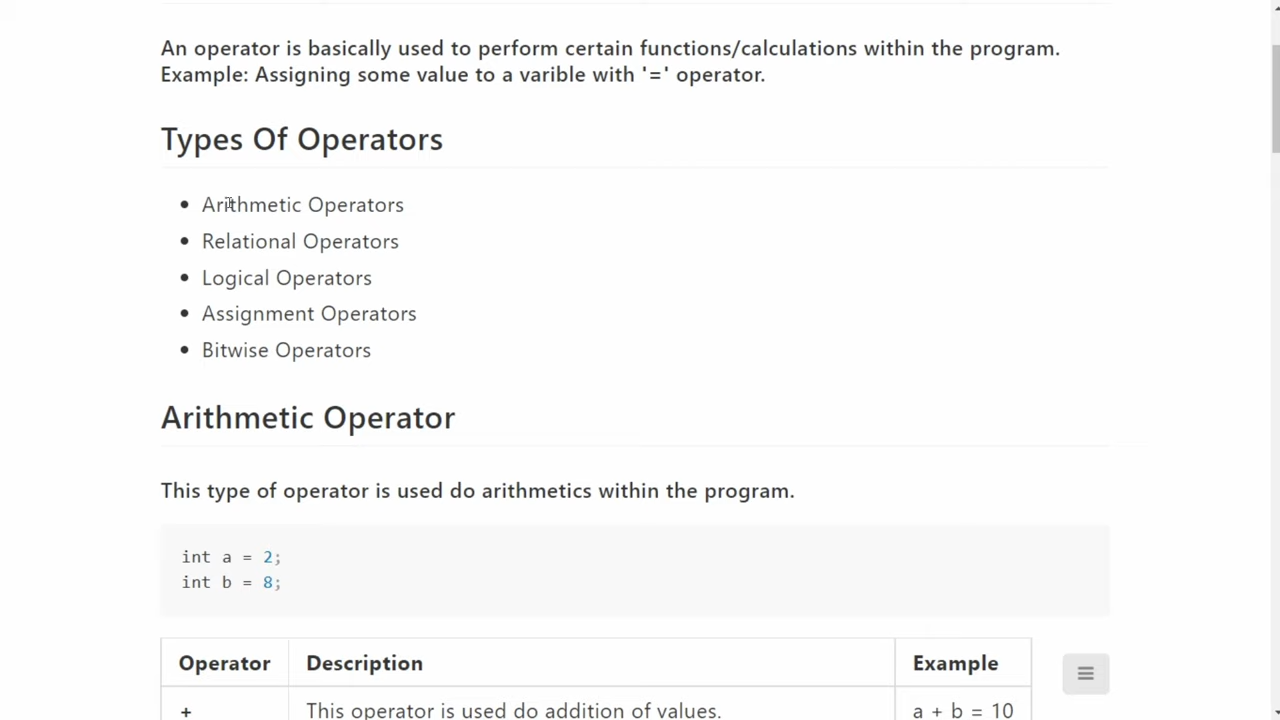 An operator is basically used to perform certain functions/calculations within the program.
Example: Assigning some value to a varible with '=' operator.
Types Of Operators
Arithmetic Operators
Relational Operators
Logical Operators
Assignment Operators
Bitwise Operators
Arithmetic Operator
This type of operator is used do arithmetics within the program.
int a = 2;
int b = 8;
Operator Description Example
+ This operator is used do addition of values. a + b = 10